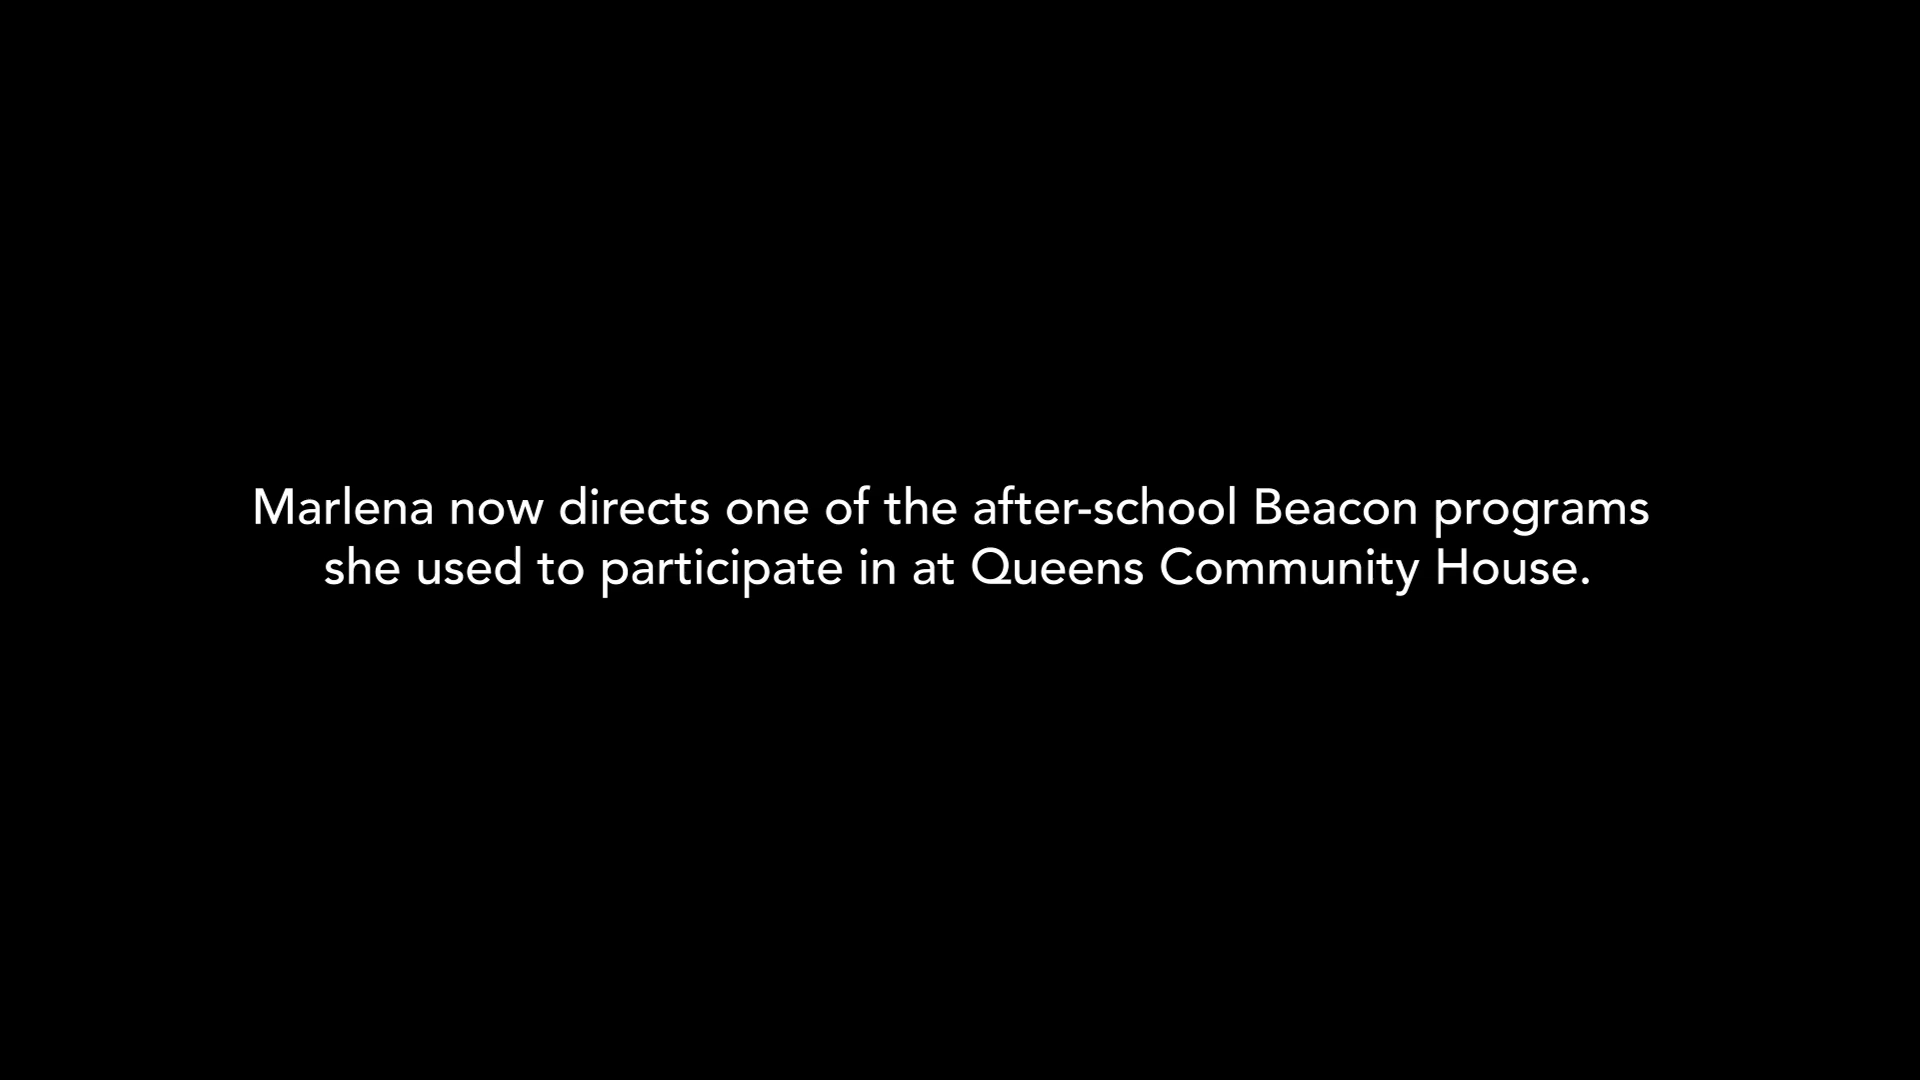 Marlena now directs one of the after-school Beacon programs
she used to participate in at Queens Community House.